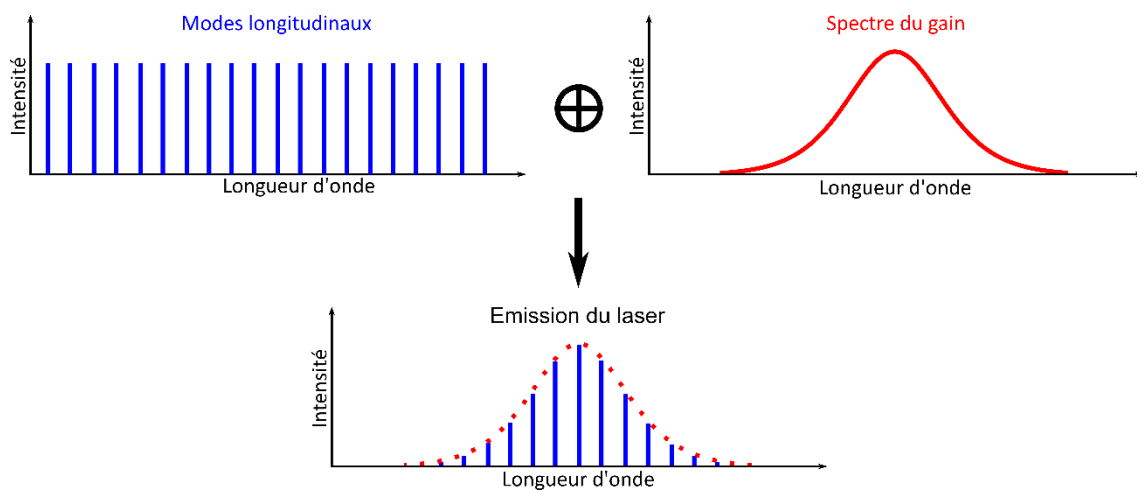 Modes longitudinaux
Intensité
Longueur d'onde
Spectre du gain
Intensité
Longueur d'onde
Emission du laser
Intensité
Longueur d'onde